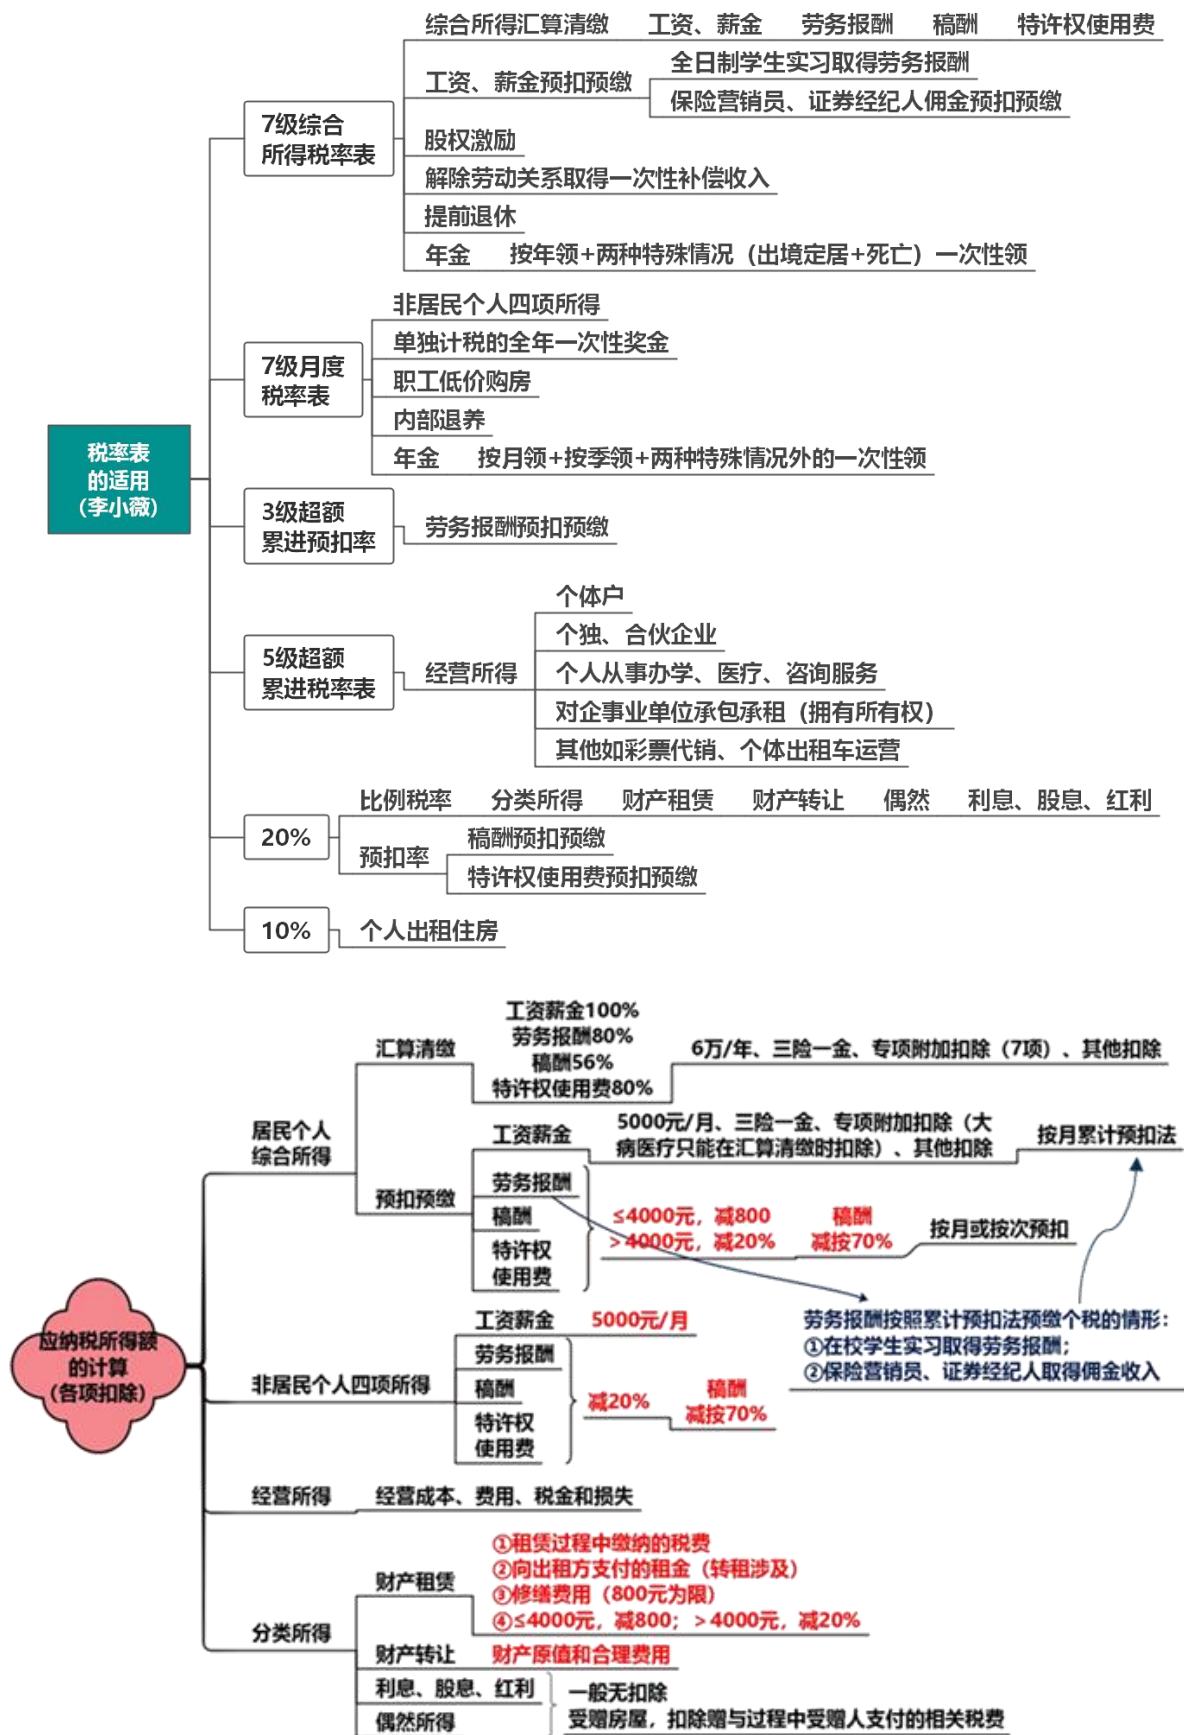 税率表
的适用
（李小薇）
7级综合
所得税率表
综合所得汇算清缴 工资、薪金 劳务报酬 稿酬 特许权使用费
工资、薪金预扣预缴
全日制学生实习取得劳务报酬
保险营销员、证券经纪人佣金预扣预缴
股权激励
解除劳动关系取得一次性补偿收入
提前退休
年金 按年领+两种特殊情况（出境定居+死亡）一次性领
7级月度
税率表
非居民个人四项所得
单独计税的全年一次性奖金
职工低价购房
内部退养
年金 按月领+按季领+两种特殊情况外的一次性领
3级超额
累进预扣率
劳务报酬预扣预缴
5级超额
累进税率表
经营所得
个体户
个独、合伙企业
个人从事办学、医疗、咨询服务
对企事业单位承包承租（拥有所有权）
其他如彩票代销、个体出租车运营
20%
比例税率 分类所得 财产租赁 财产转让 偶然 利息、股息、红利
预扣率
稿酬预扣预缴
特许权使用费预扣预缴
10%
个人出租住房
应纳税所得额
的计算
（各项扣除）
居民个人
综合所得
汇算清缴
工资薪金100%
劳务报酬80%
稿酬56%
特许权使用费80%
6万/年、三险一金、专项附加扣除（7项）、其他扣除
预扣预缴
工资薪金
5000元/月、三险一金、专项附加扣除（大
病医疗只能在汇算清缴时扣除）、其他扣除
按月累计预扣法
劳务报酬
稿酬
特许权
使用费
≤4000元，减800
＞4000元，减20%
稿酬
减按70%
按月或按次预扣
劳务报酬按照累计预扣法预缴个税的情形：
①在校学生实习取得劳务报酬；
②保险营销员、证券经纪人取得佣金收入
非居民个人四项所得
工资薪金 5000元/月
劳务报酬
稿酬
特许权
使用费
减20%
稿酬
减按70%
经营所得 经营成本、费用、税金和损失
分类所得
财产租赁
①租赁过程中缴纳的税费
②向出租方支付的租金（转租涉及）
③修缮费用（800元为限）
④≤4000元，减800；＞4000元，减20%
财产转让 财产原值和合理费用
利息、股息、红利
偶然所得
一般无扣除
受赠房屋，扣除赠与过程中受赠人支付的相关税费